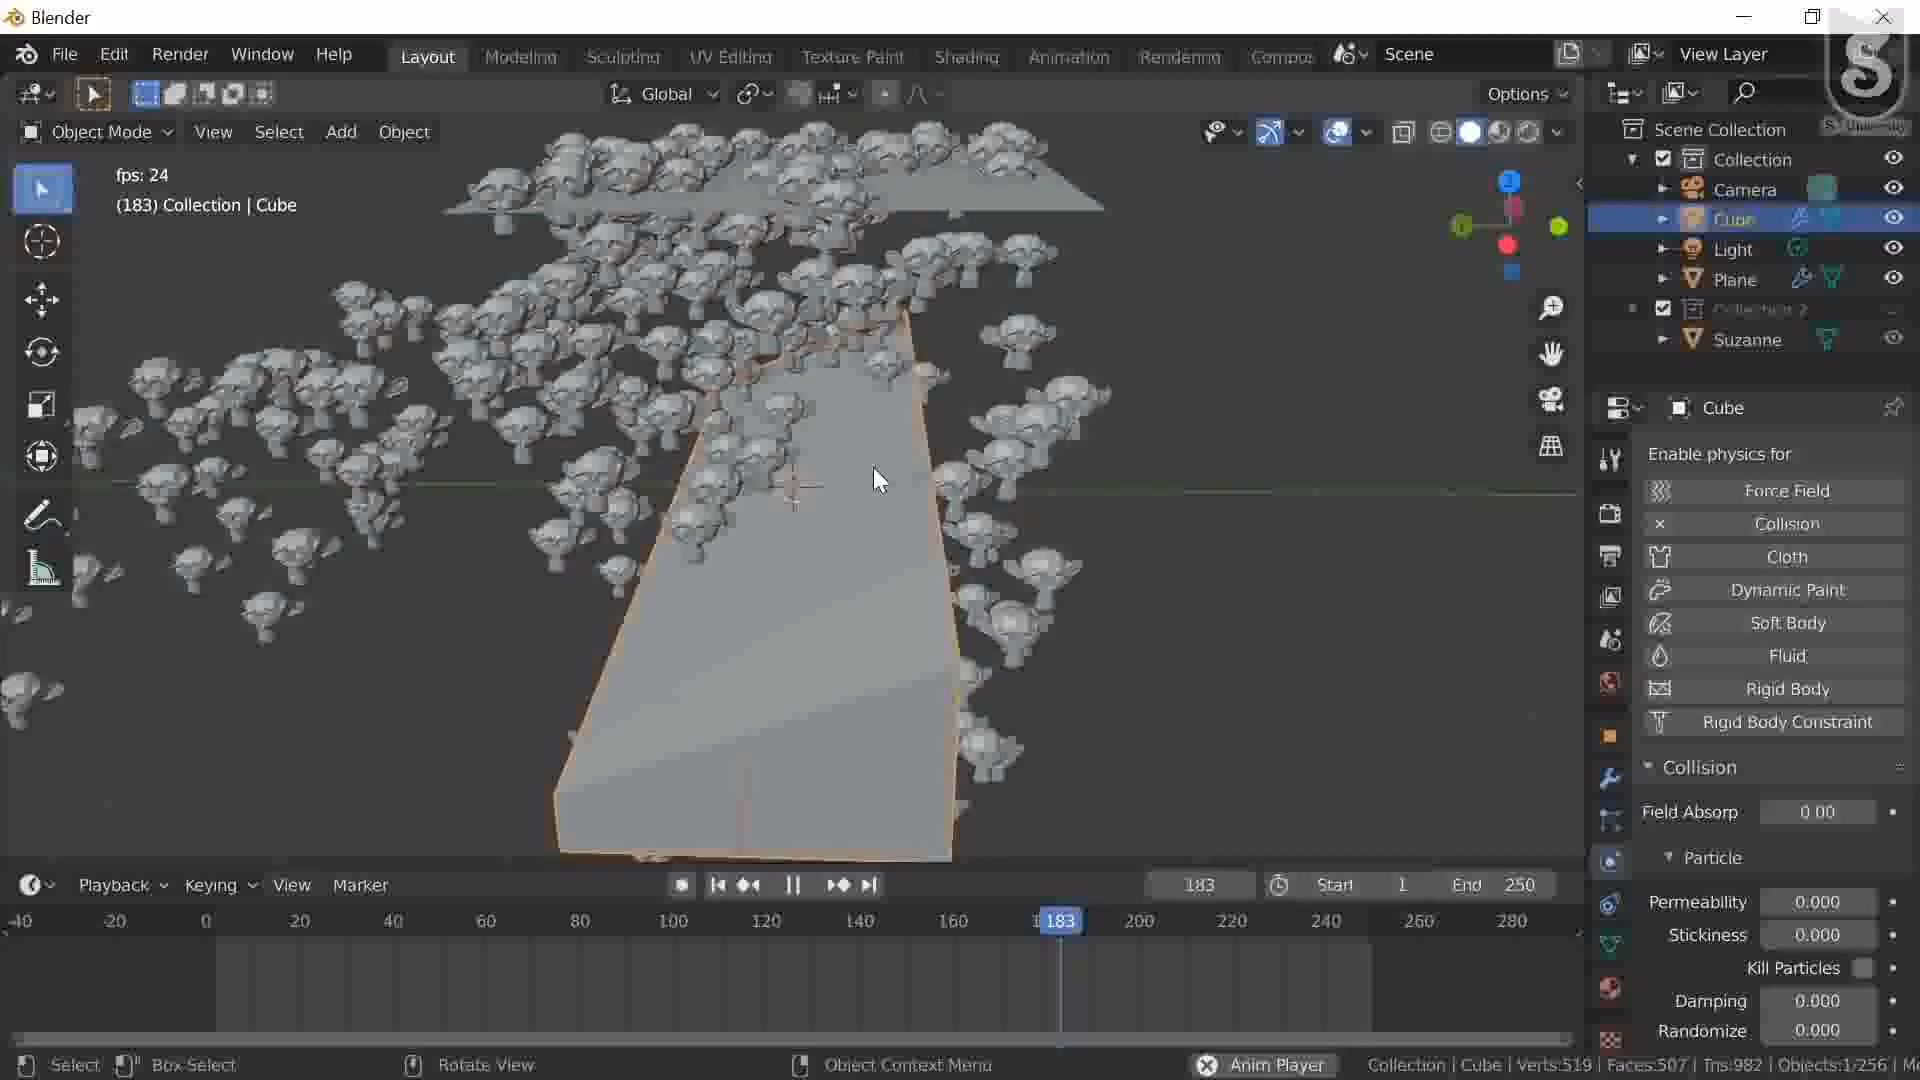 Blender
File Edit Render Window Help Layout Modeling Sculpting UV Editing Texture Paint Shading Animation Rendering Compos Scene View Layer
Global Options
Object Mode View Select Add Object
fps: 24
(183) Collection | Cube
Scene Collection
Collection
Camera
Cube
Light
Plane
Collection 2
Suzanne
Cube
Enable physics for
Force Field
Collision
Cloth
Dynamic Paint
Soft Body
Fluid
Rigid Body
Rigid Body Constraint
Collision
Field Absorp 0.00
Particle
Permeability 0.000
Stickiness 0.000
Kill Particles
Damping 0.000
Randomize 0.000
Playback Keying View Marker 183 Start 1 End 250
-40 -20 0 20 40 60 80 100 120 140 160 183 200 220 240 260 280
Select Box Select Rotate View Object Context Menu Anim Player Collection | Cube | Verts:519 | Faces:507 | Tris:982 | Objects:1/256 |